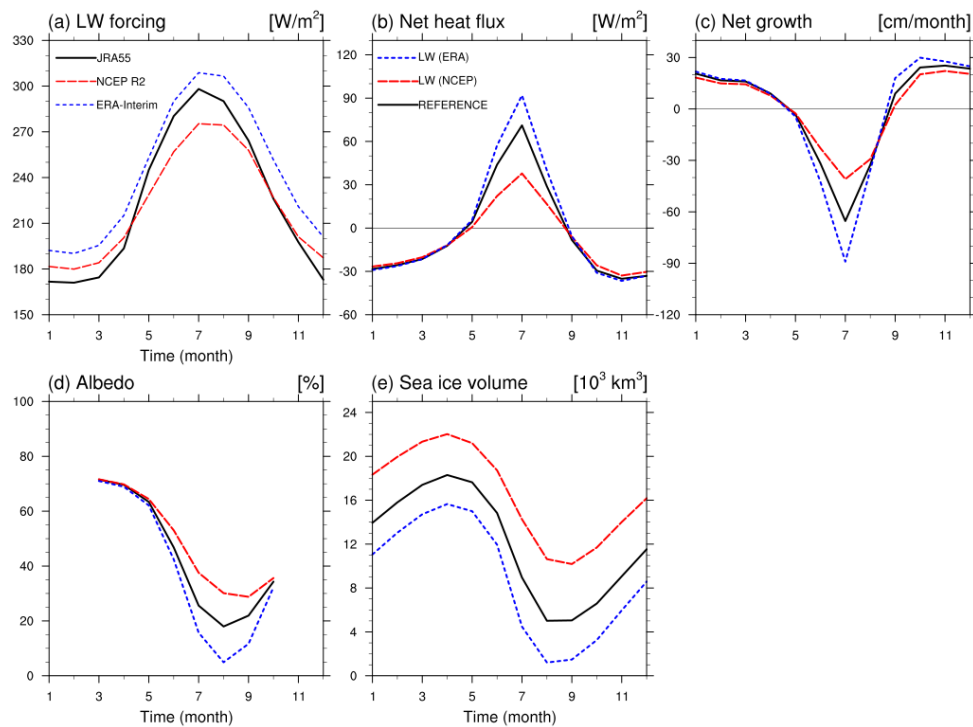 (a) LW forcing [W/m²]
330
300
270
240
210
180
150
JRA55
NCEP R2
ERA-Interim
1 3 5 7 9 11
Time (month)
(b) Net heat flux [W/m²]
120
90
60
30
0
-30
-60
LW (ERA)
LW (NCEP)
REFERENCE
1 3 5 7 9 11
Time (month)
(c) Net growth [cm/month]
30
0
-30
-60
-90
-120
1 3 5 7 9 11
Time (month)
(d) Albedo [%]
100
80
60
40
20
0
1 3 5 7 9 11
Time (month)
(e) Sea ice volume [10³ km³]
24
20
16
12
8
4
0
1 3 5 7 9 11
Time (month)